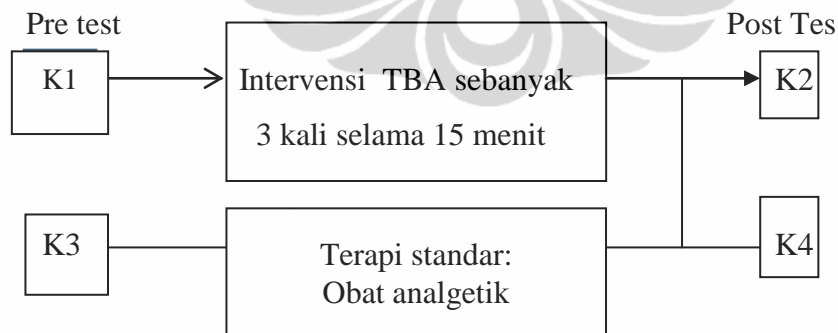 Pre test
Post Tes
K1
Intervensi TBA sebanyak
3 kali selama 15 menit
K2
K3
Terapi standar:
Obat analgetik
K4